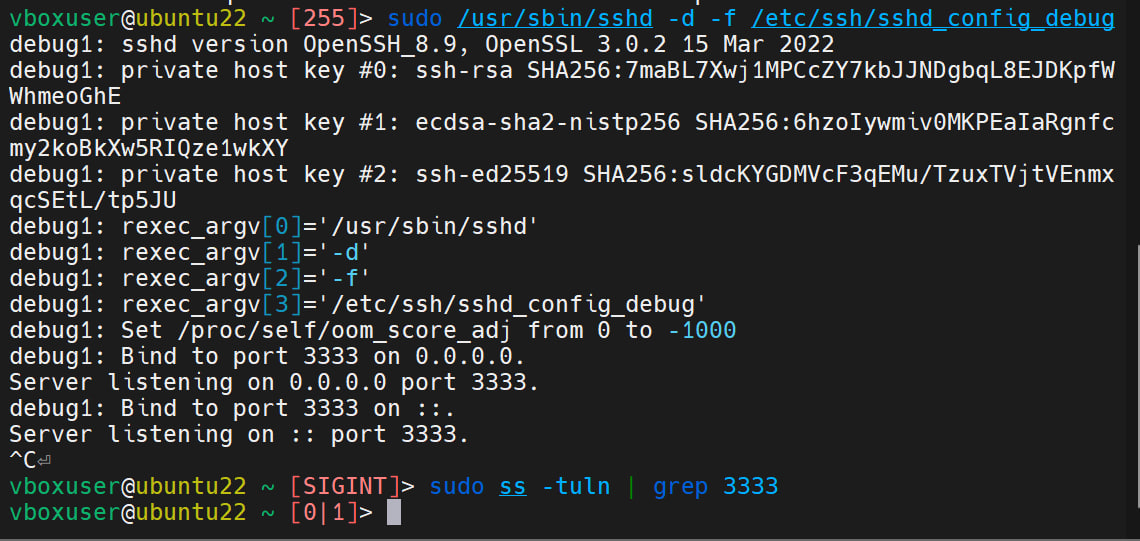 vboxuser@ubuntu22 ~ [255]> sudo /usr/sbin/sshd -d -f /etc/ssh/sshd_config_debug
debug1: sshd version OpenSSH_8.9, OpenSSL 3.0.2 15 Mar 2022
debug1: private host key #0: ssh-rsa SHA256:7maBL7Xwj1MPCcZY7kbJJNDgbqL8EJDKpfW
WhmeoGhE
debug1: private host key #1: ecdsa-sha2-nistp256 SHA256:6hzoIywmiv0MKPEaIaRgnfc
my2koBkXw5RIQze1wkXY
debug1: private host key #2: ssh-ed25519 SHA256:sldcKYGDMVcF3qEMu/TzuxTVjtVEnmx
qcSEtL/tp5JU
debug1: rexec_argv[0]='/usr/sbin/sshd'
debug1: rexec_argv[1]='-d'
debug1: rexec_argv[2]='-f'
debug1: rexec_argv[3]='/etc/ssh/sshd_config_debug'
debug1: Set /proc/self/oom_score_adj from 0 to -1000
debug1: Bind to port 3333 on 0.0.0.0.
Server listening on 0.0.0.0 port 3333.
debug1: Bind to port 3333 on ::.
Server listening on :: port 3333.
^C⏎
vboxuser@ubuntu22 ~ [SIGINT]> sudo ss -tuln | grep 3333
vboxuser@ubuntu22 ~ [0|1]>